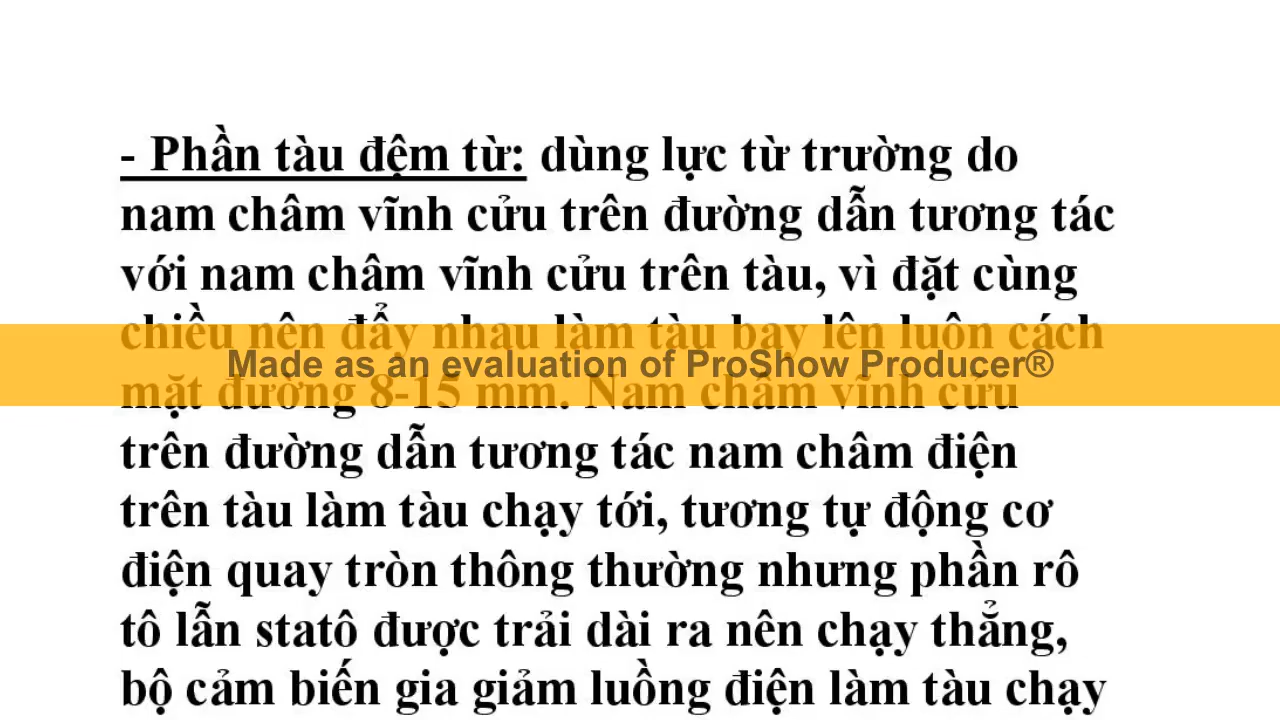 - Phần tàu đệm từ: dùng lực từ trường do
nam châm vĩnh cửu trên đường dẫn tương tác
với nam châm vĩnh cửu trên tàu, vì đặt cùng
chiều nên đẩy nhau làm tàu bay lên luôn cách
Made as an evaluation of ProShow Producer®
mặt đường 8-15 mm. Nam châm vĩnh cửu
trên đường dẫn tương tác nam châm điện
trên tàu làm tàu chạy tới, tương tự động cơ
điện quay tròn thông thường nhưng phần rô
tô lẫn statô được trải dài ra nên chạy thẳng,
bộ cảm biến gia giảm luồng điện làm tàu chạy